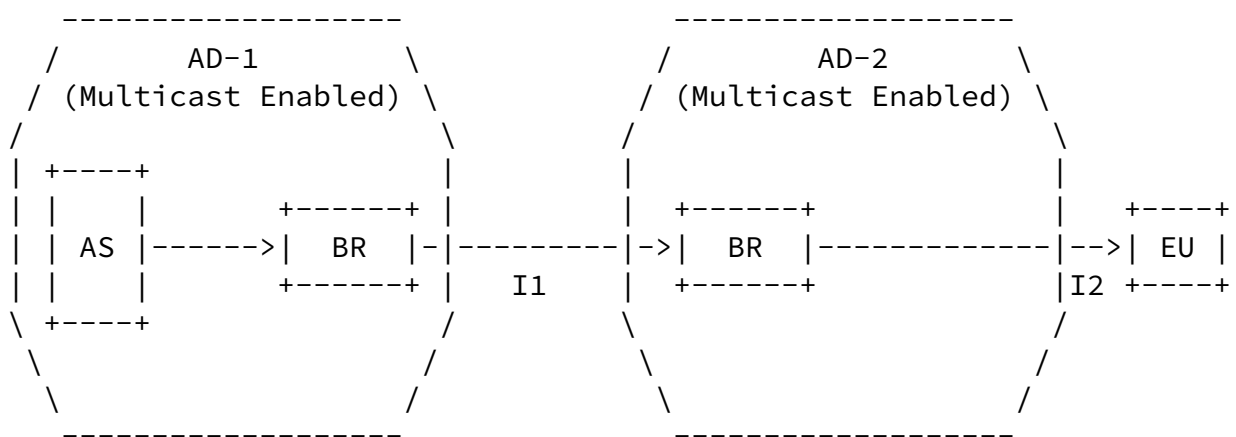 AD-1 AD-2
(Multicast Enabled) (Multicast Enabled)
AS BR BR EU
I1 I2